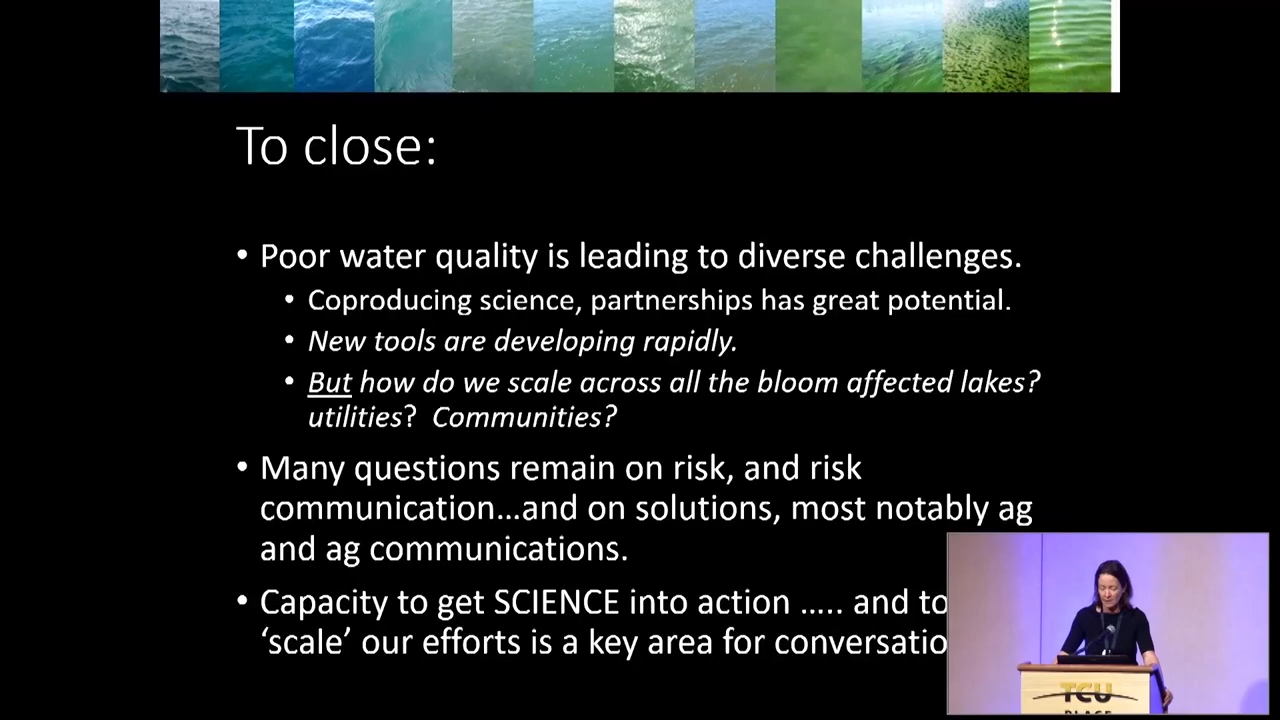 To close:
• Poor water quality is leading to diverse challenges.
• Coproducing science, partnerships has great potential.
• New tools are developing rapidly.
• But how do we scale across all the bloom affected lakes?
utilities? Communities?
• Many questions remain on risk, and risk
communication…and on solutions, most notably ag
and ag communications.
• Capacity to get SCIENCE into action ..... and to
‘scale’ our efforts is a key area for conversatio
TCU
PLACE